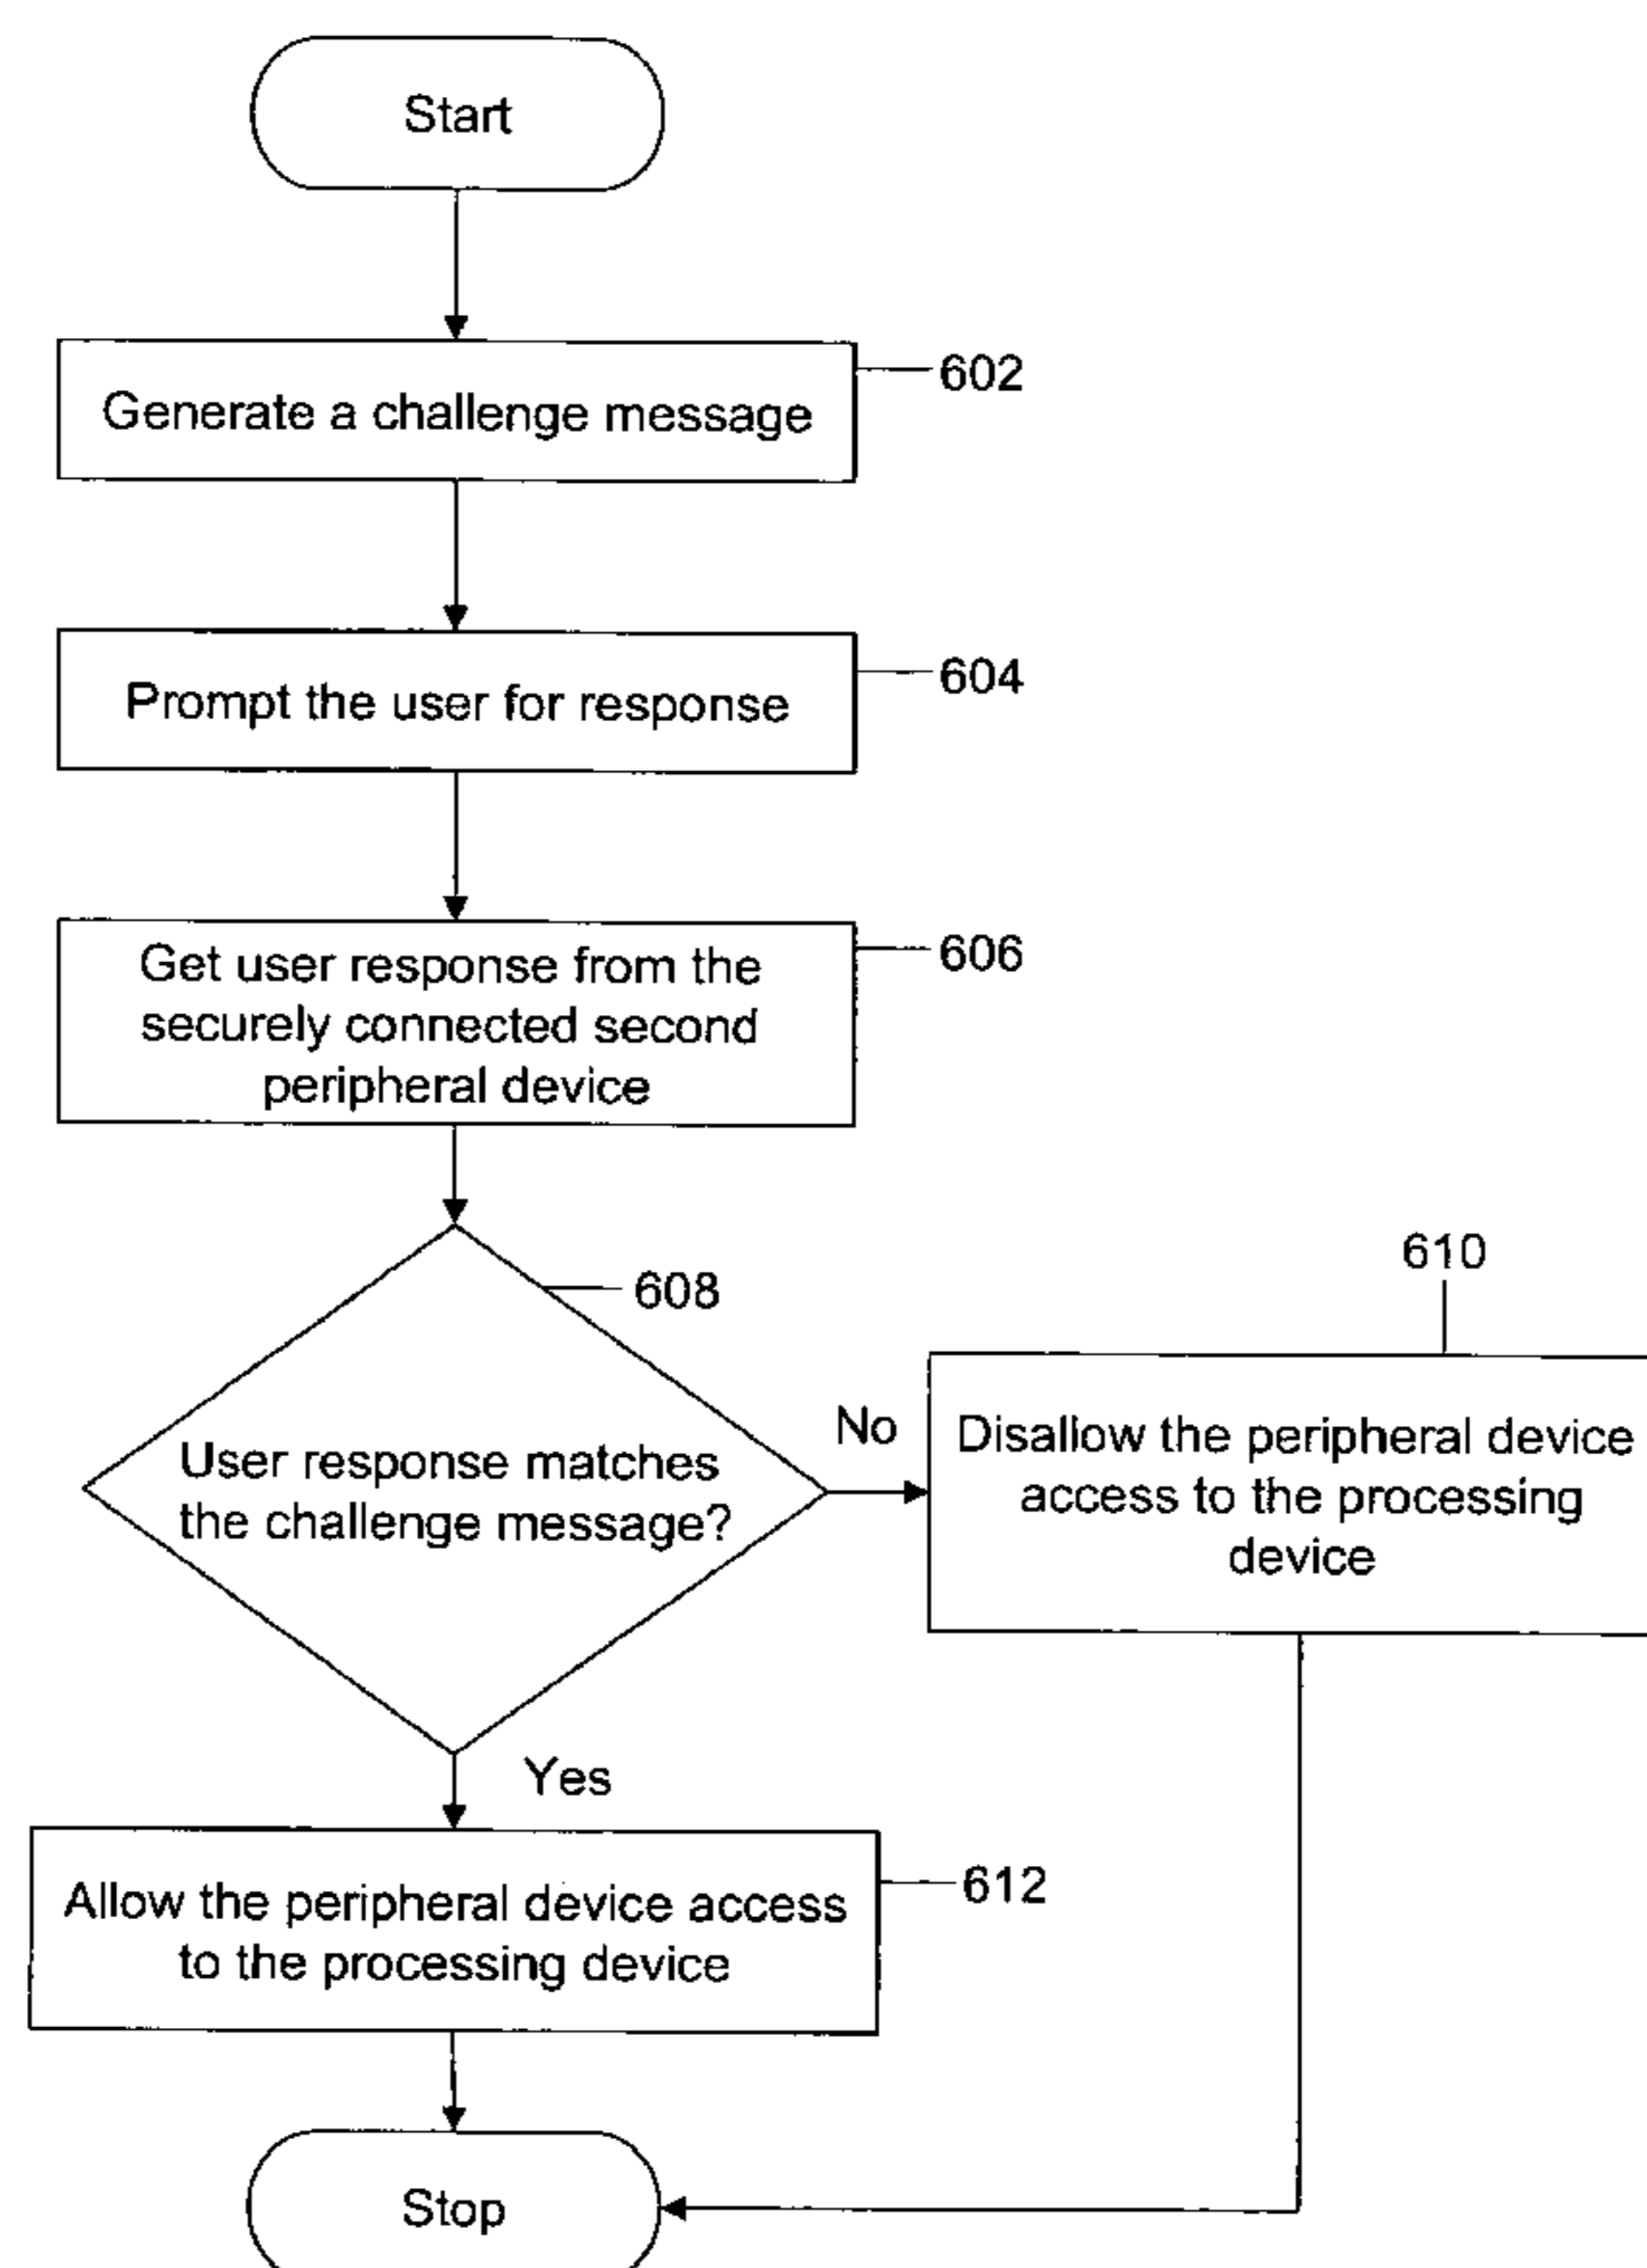 Start
602
Generate a challenge message
604
Prompt the user for response
606
Get user response from the
securely connected second
peripheral device
608
User response matches
the challenge message?
No
610
Disallow the peripheral device
access to the processing
device
Yes
612
Allow the peripheral device access
to the processing device
Stop